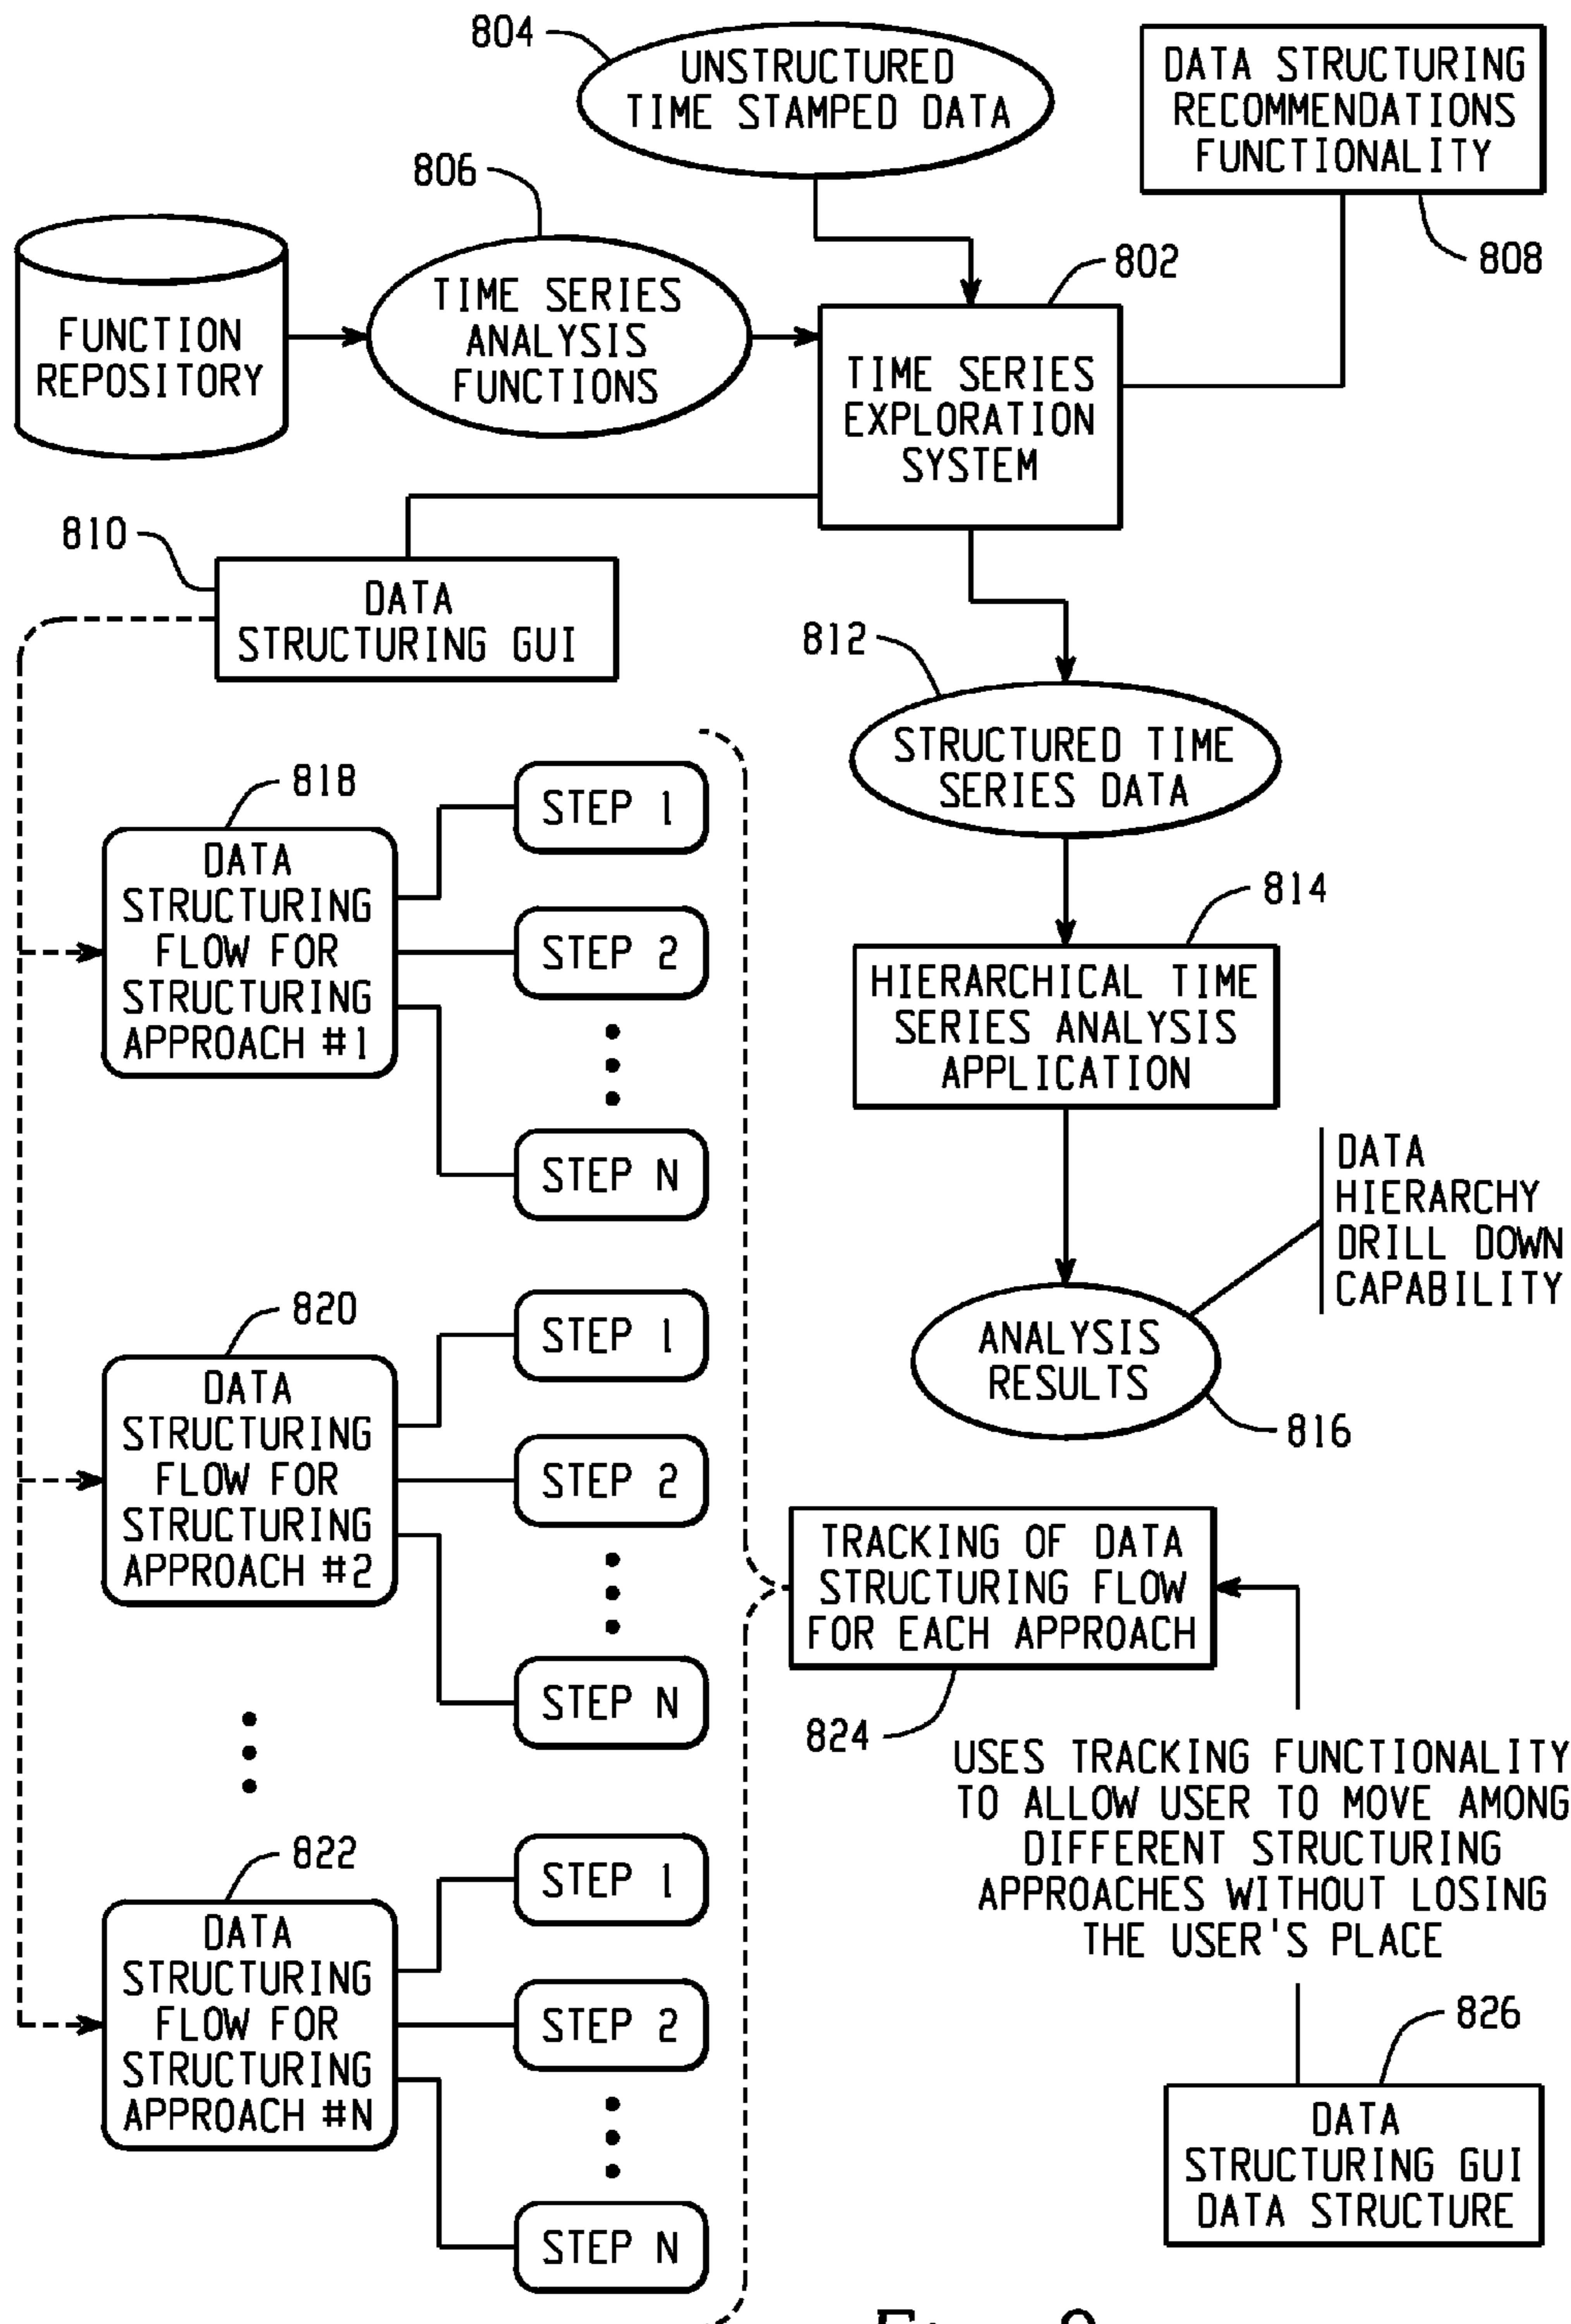 804
UNSTRUCTURED
TIME STAMPED DATA
DATA STRUCTURING
RECOMMENDATIONS
FUNCTIONALITY
808
806
FUNCTION
REPOSITORY
TIME SERIES
ANALYSIS
FUNCTIONS
802
TIME SERIES
EXPLORATION
SYSTEM
810
DATA
STRUCTURING GUI
812
STRUCTURED TIME
SERIES DATA
814
HIERARCHICAL TIME
SERIES ANALYSIS
APPLICATION
DATA
HIERARCHY
DRILL DOWN
CAPABILITY
ANALYSIS
RESULTS
816
818
DATA
STRUCTURING
FLOW FOR
STRUCTURING
APPROACH #1
STEP 1
STEP 2
STEP N
820
DATA
STRUCTURING
FLOW FOR
STRUCTURING
APPROACH #2
STEP 1
STEP 2
STEP N
822
DATA
STRUCTURING
FLOW FOR
STRUCTURING
APPROACH #N
STEP 1
STEP 2
STEP N
TRACKING OF DATA
STRUCTURING FLOW
FOR EACH APPROACH
824
USES TRACKING FUNCTIONALITY
TO ALLOW USER TO MOVE AMONG
DIFFERENT STRUCTURING
APPROACHES WITHOUT LOSING
THE USER'S PLACE
826
DATA
STRUCTURING GUI
DATA STRUCTURE